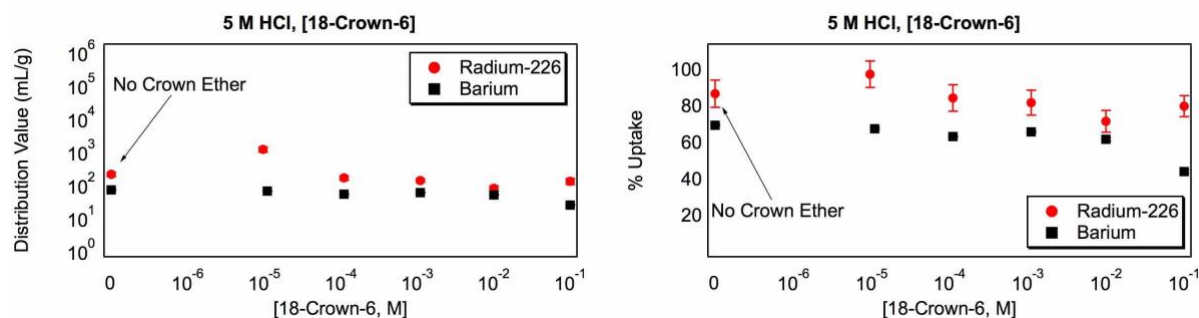 5 M HCl, [18-Crown-6]
Distribution Value (mL/g)
10^6
10^5
10^4
10^3
10^2
10^1
10^0
No Crown Ether
Radium-226
Barium
0
10^-6
10^-5
10^-4
10^-3
10^-2
10^-1
[18-Crown-6, M]
5 M HCl, [18-Crown-6]
% Uptake
100
80
60
40
20
No Crown Ether
Radium-226
Barium
0
10^-6
10^-5
10^-4
10^-3
10^-2
10^-1
[18-Crown-6, M]